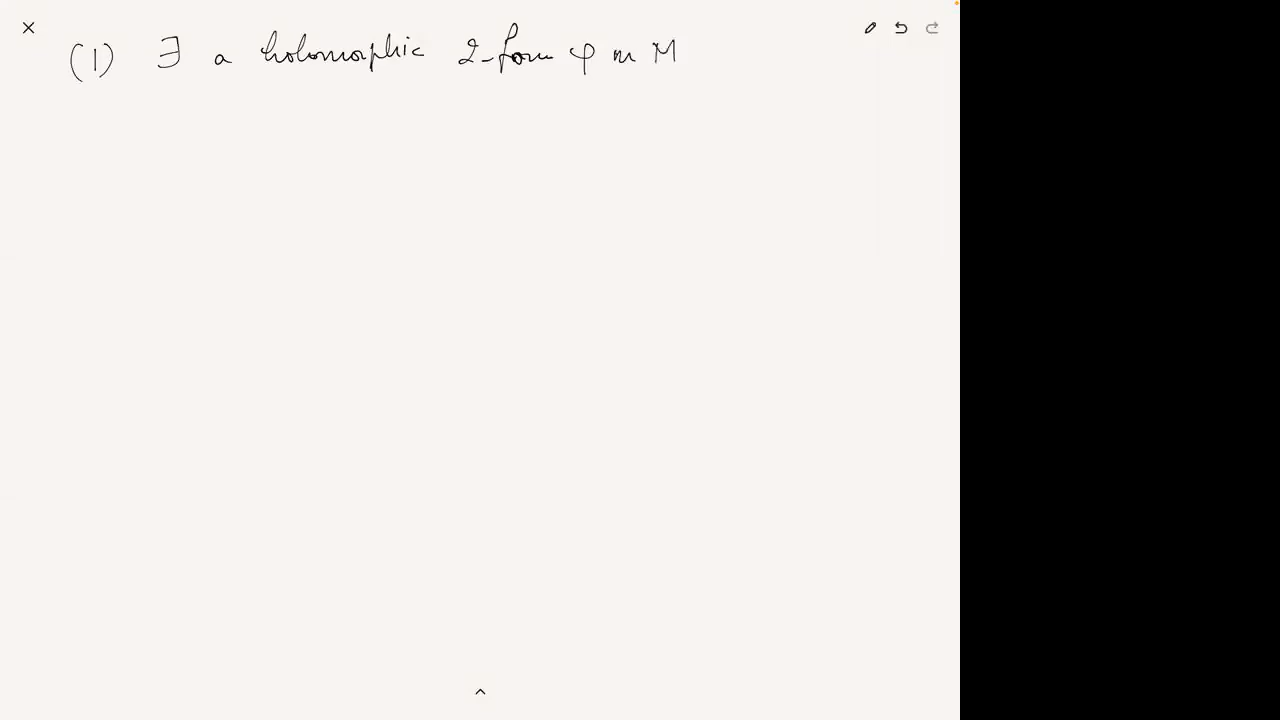 (1) ∃ a holomorphic 2-form φ on M